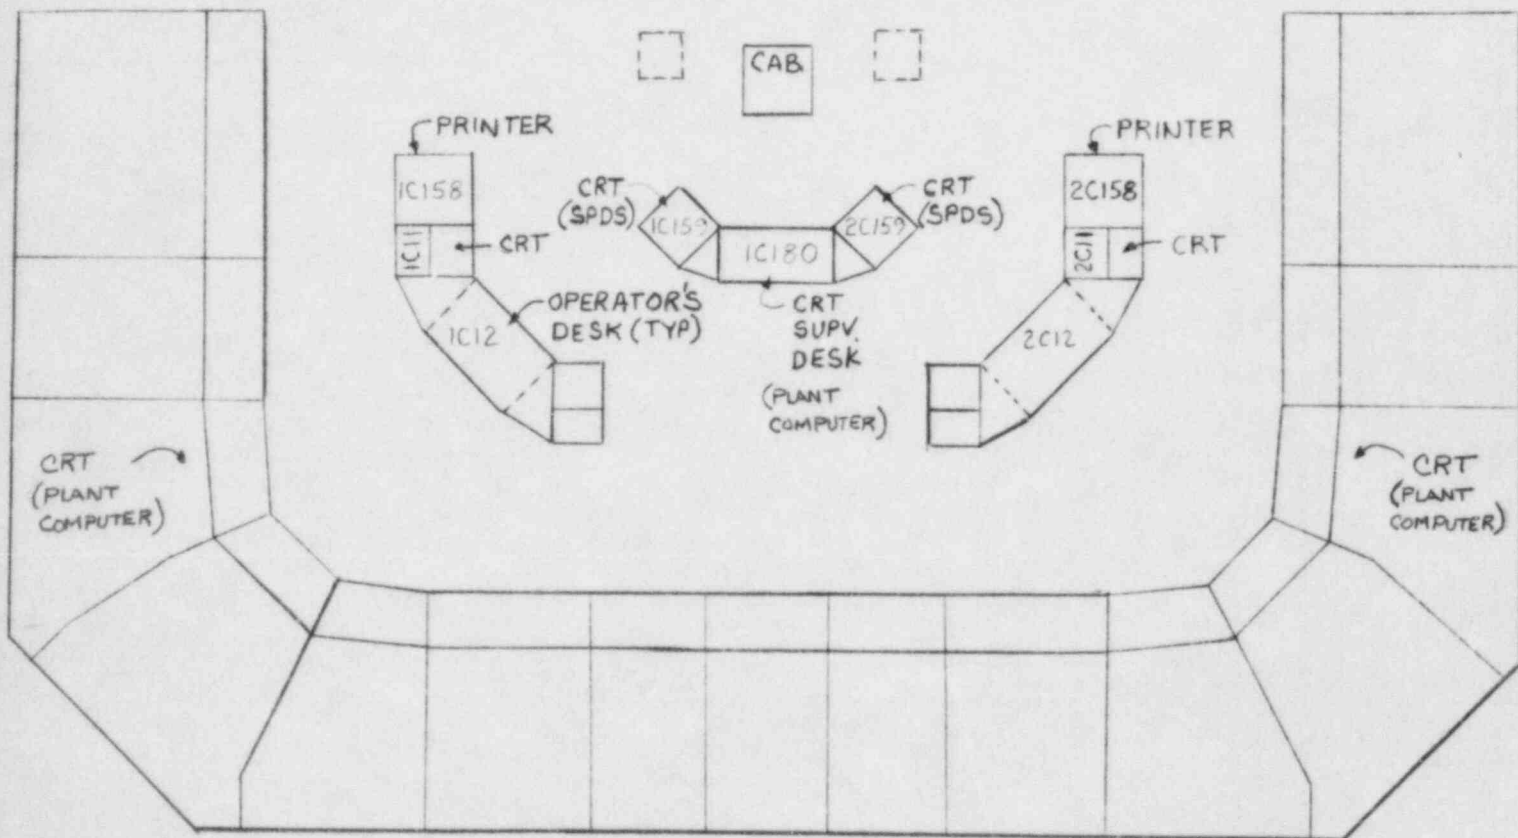 CAB.
PRINTER
PRINTER
1C158
CRT
(SPDS)
1C159
CRT
(SPDS)
2C159
2C158
1C11
CRT
1C180
2C11
CRT
OPERATOR'S
DESK (TYP)
1C12
CRT
SUPV.
DESK
(PLANT
COMPUTER)
2C12
CRT
(PLANT
COMPUTER)
CRT
(PLANT
COMPUTER)